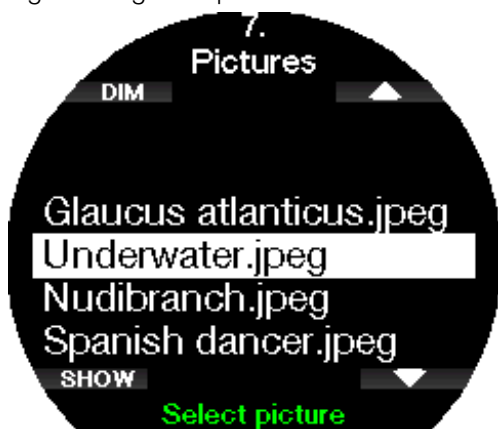 7.
Pictures
DIM
Glaucus atlanticus.jpeg
Underwater.jpeg
Nudibranch.jpeg
Spanish dancer.jpeg
SHOW
Select picture